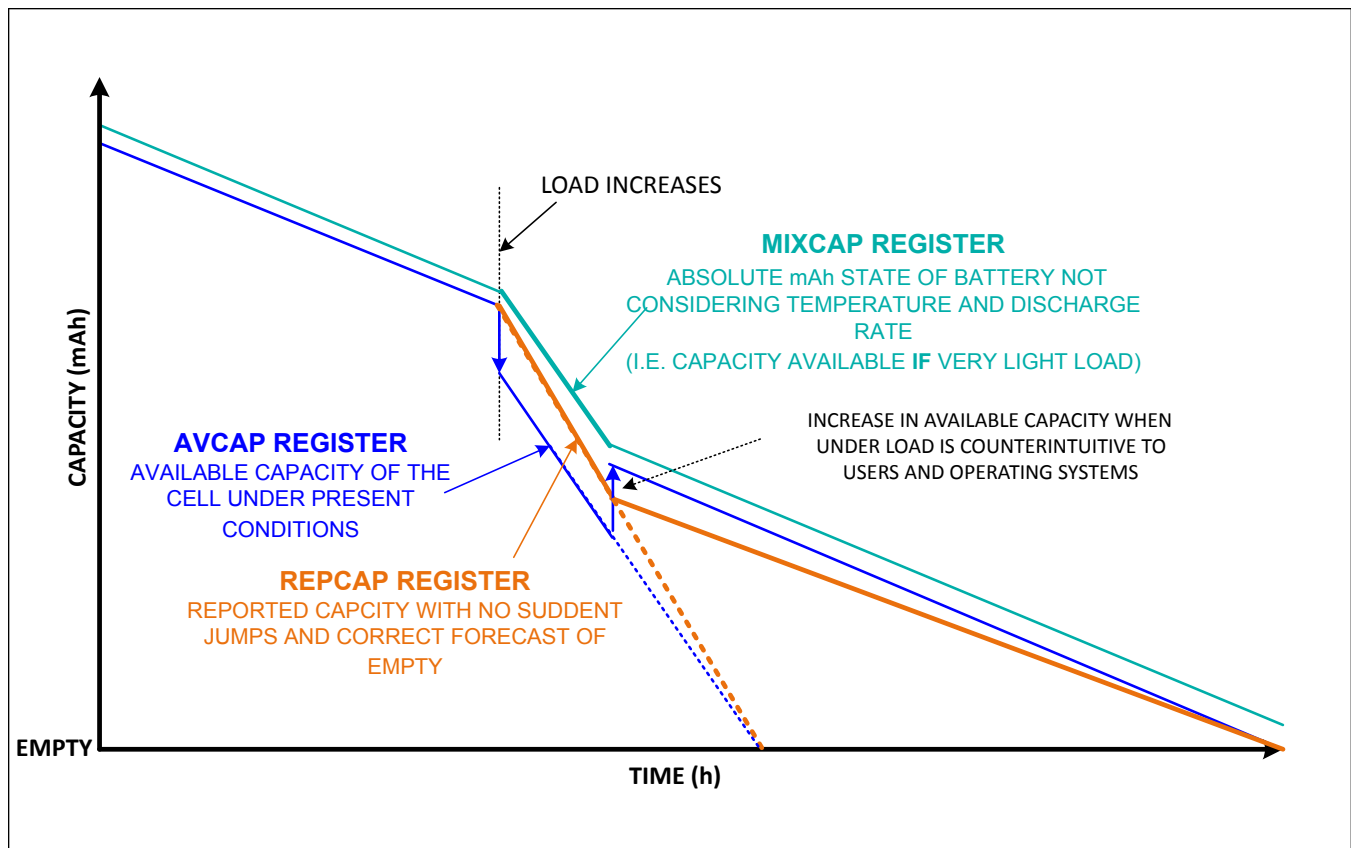 LOAD INCREASES
MIXCAP REGISTER
ABSOLUTE mAh STATE OF BATTERY NOT
CONSIDERING TEMPERATURE AND DISCHARGE
RATE
(I.E. CAPACITY AVAILABLE IF VERY LIGHT LOAD)
CAPACITY (mAh)
INCREASE IN AVAILABLE CAPACITY WHEN
UNDER LOAD IS COUNTERINTUITIVE TO
USERS AND OPERATING SYSTEMS
AVCAP REGISTER
AVAILABLE CAPACITY OF THE
CELL UNDER PRESENT
CONDITIONS
REPCAP REGISTER
REPORTED CAPCITY WITH NO SUDDENT
JUMPS AND CORRECT FORECAST OF
EMPTY
EMPTY
TIME (h)